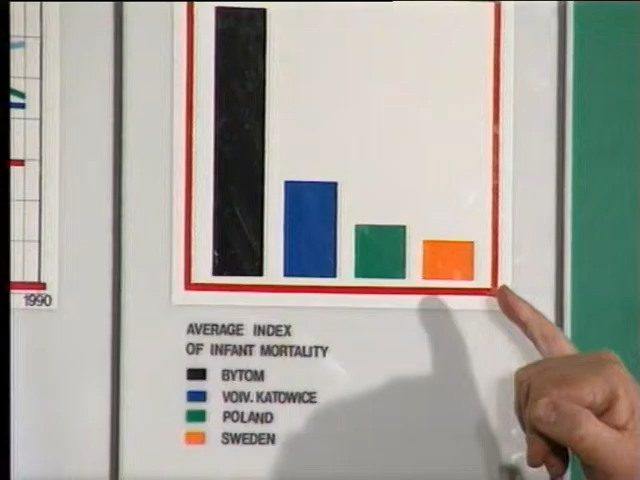 1990
AVERAGE INDEX
OF INFANT MORTALITY
BYTOM
VOIV. KATOWICE
POLAND
SWEDEN